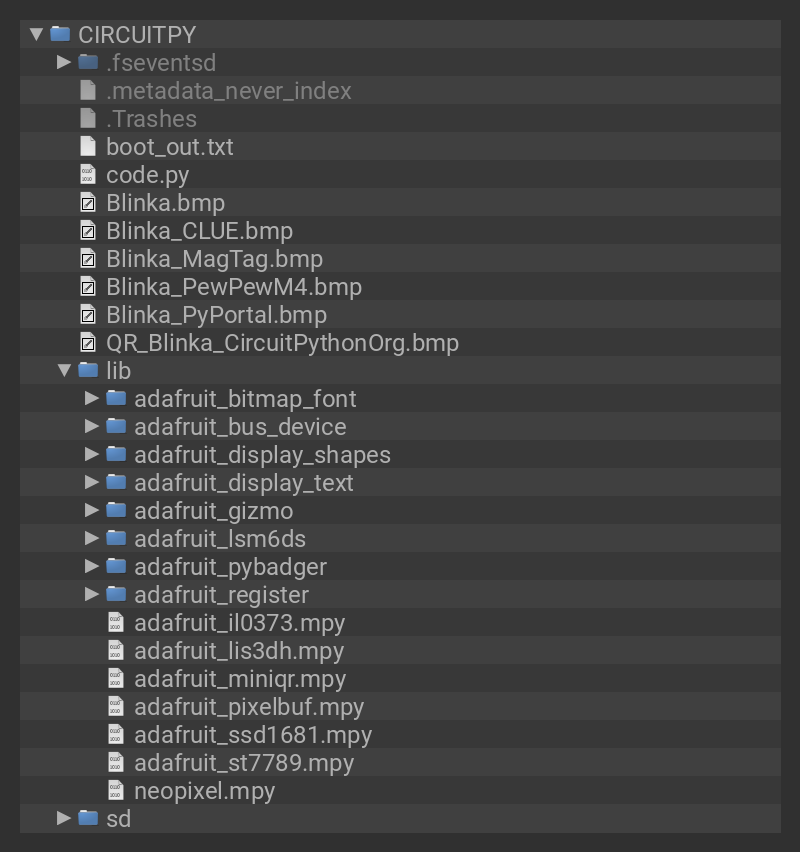 CIRCUITPY
.fseventsd
.metadata_never_index
.Trashes
boot_out.txt
code.py
Blinka.bmp
Blinka_CLUE.bmp
Blinka_MagTag.bmp
Blinka_PewPewM4.bmp
Blinka_PyPortal.bmp
QR_Blinka_CircuitPythonOrg.bmp
lib
adafruit_bitmap_font
adafruit_bus_device
adafruit_display_shapes
adafruit_display_text
adafruit_gizmo
adafruit_lsm6ds
adafruit_pybadger
adafruit_register
adafruit_il0373.mpy
adafruit_lis3dh.mpy
adafruit_miniqr.mpy
adafruit_pixelbuf.mpy
adafruit_ssd1681.mpy
adafruit_st7789.mpy
neopixel.mpy
sd